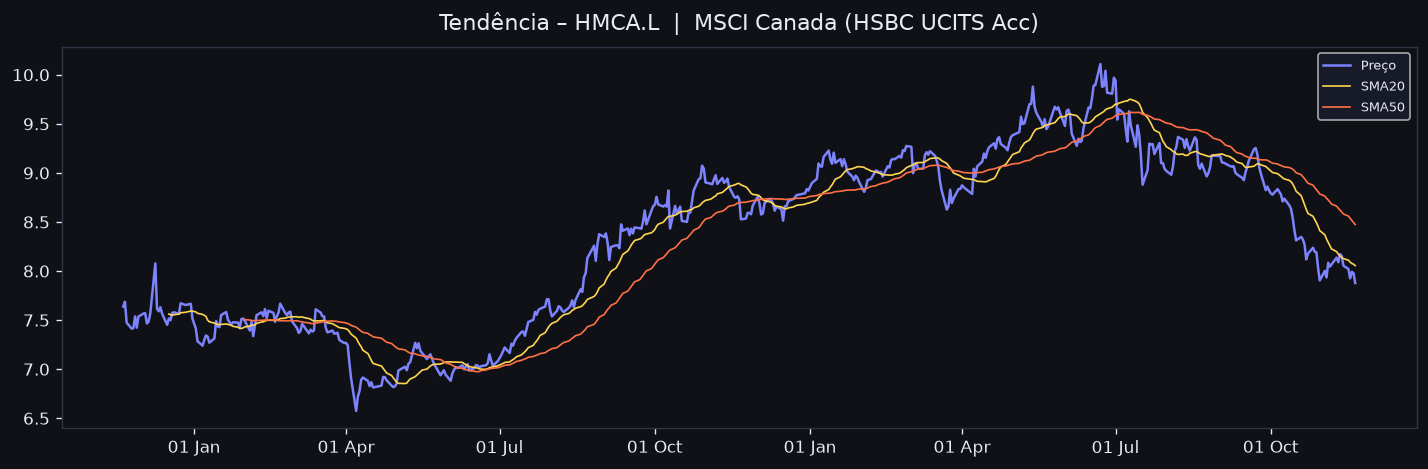 Tendência – HMCA.L | MSCI Canada (HSBC UCITS Acc)
Preço
SMA20
SMA50
10.0
9.5
9.0
8.5
8.0
7.5
7.0
6.5
01 Jan
01 Apr
01 Jul
01 Oct
01 Jan
01 Apr
01 Jul
01 Oct